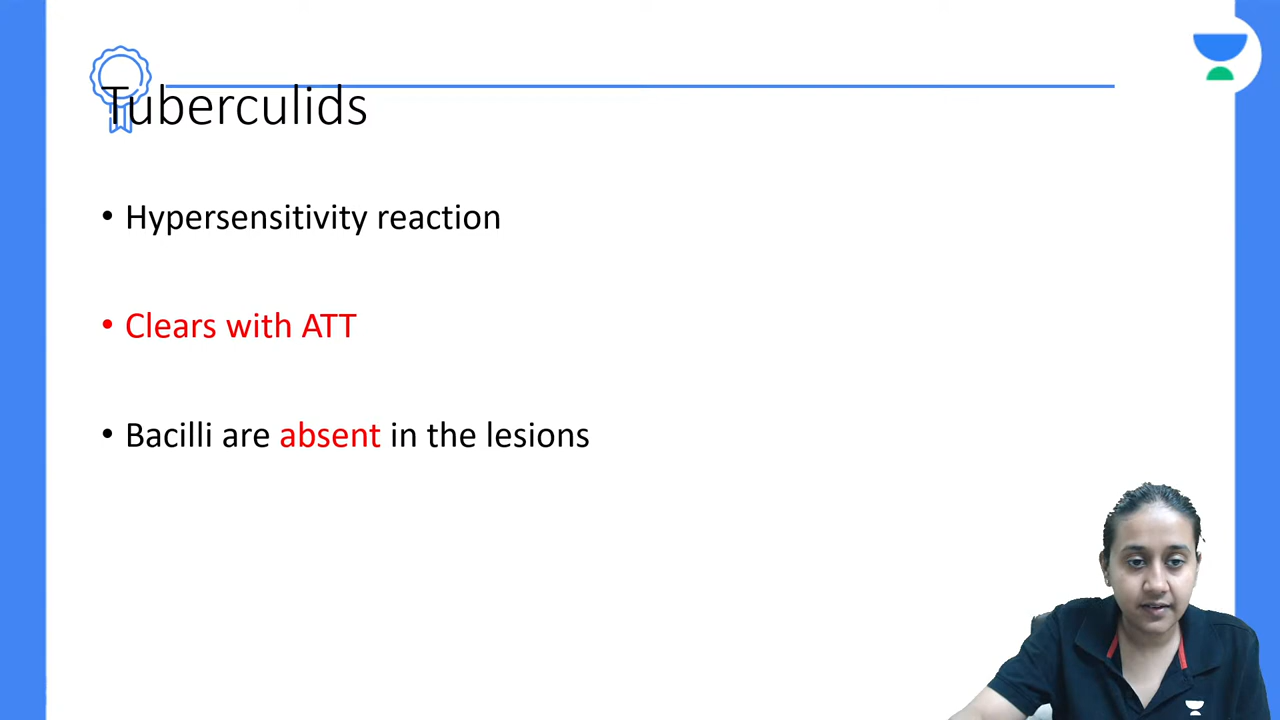 Tuberculids
• Hypersensitivity reaction
• Clears with ATT
• Bacilli are absent in the lesions